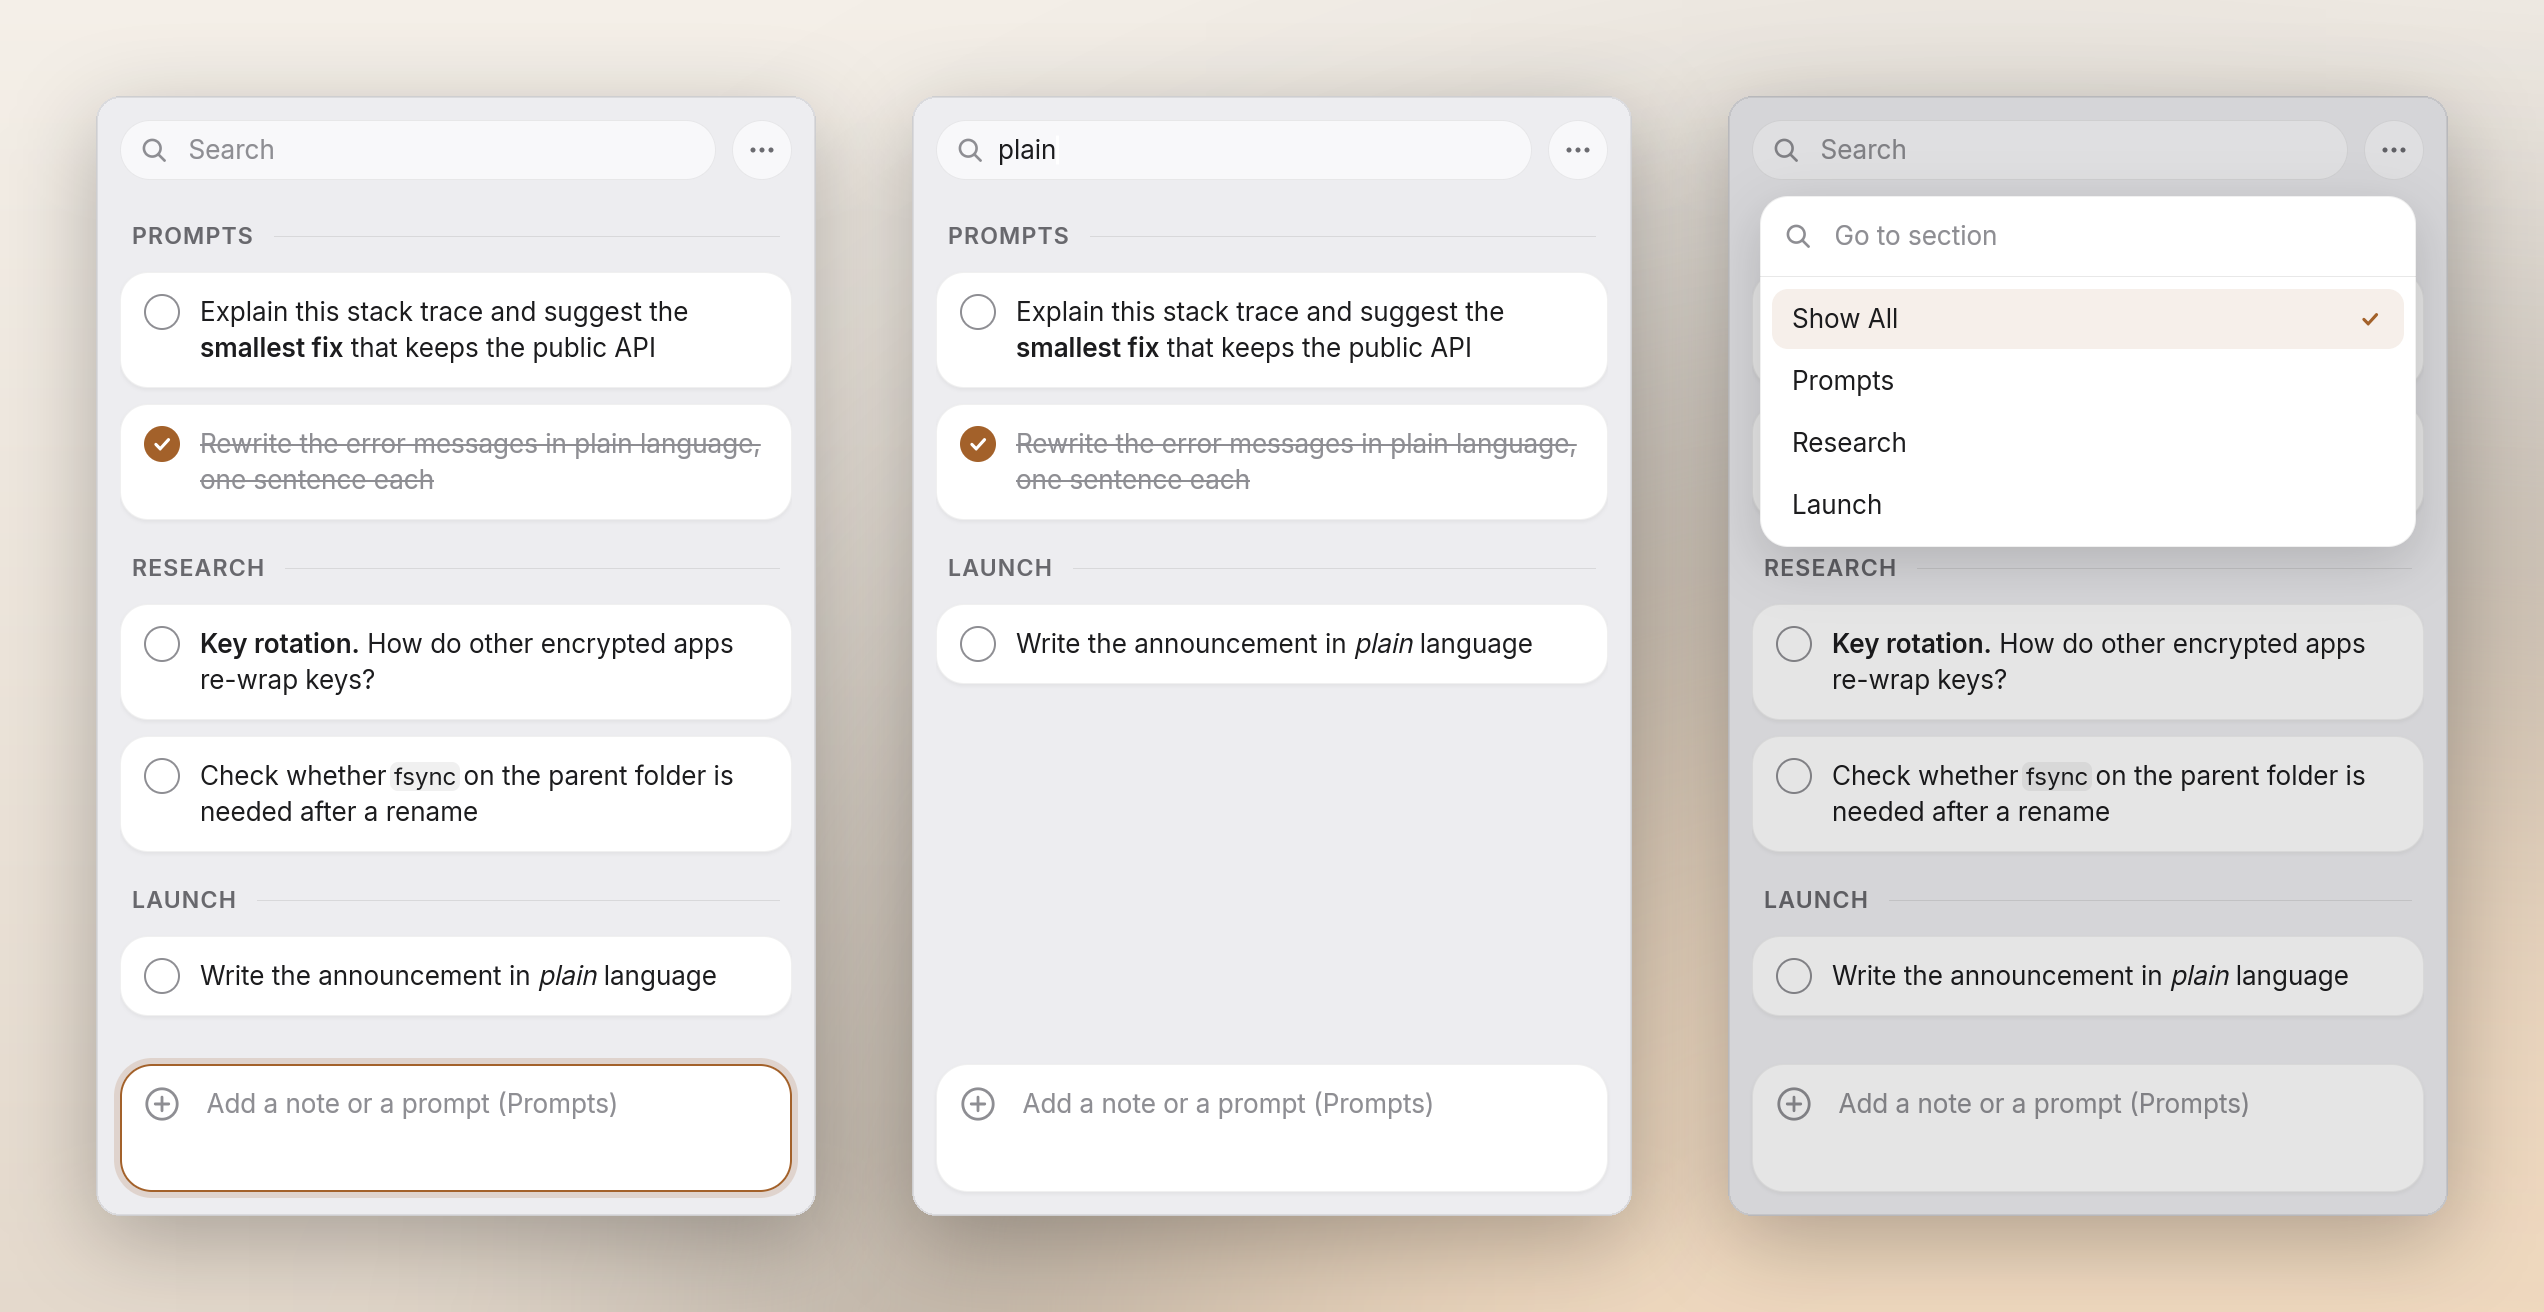 Search
PROMPTS
Explain this stack trace and suggest the
smallest fix that keeps the public API
Rewrite the error messages in plain language,
one sentence each
RESEARCH
Key rotation. How do other encrypted apps
re-wrap keys?
Check whether fsync on the parent folder is
needed after a rename
LAUNCH
Write the announcement in plain language
Add a note or a prompt (Prompts)
plain
PROMPTS
Explain this stack trace and suggest the
smallest fix that keeps the public API
Rewrite the error messages in plain language,
one sentence each
LAUNCH
Write the announcement in plain language
Add a note or a prompt (Prompts)
Search
Go to section
Show All
Prompts
Research
Launch
RESEARCH
Key rotation. How do other encrypted apps
re-wrap keys?
Check whether fsync on the parent folder is
needed after a rename
LAUNCH
Write the announcement in plain language
Add a note or a prompt (Prompts)